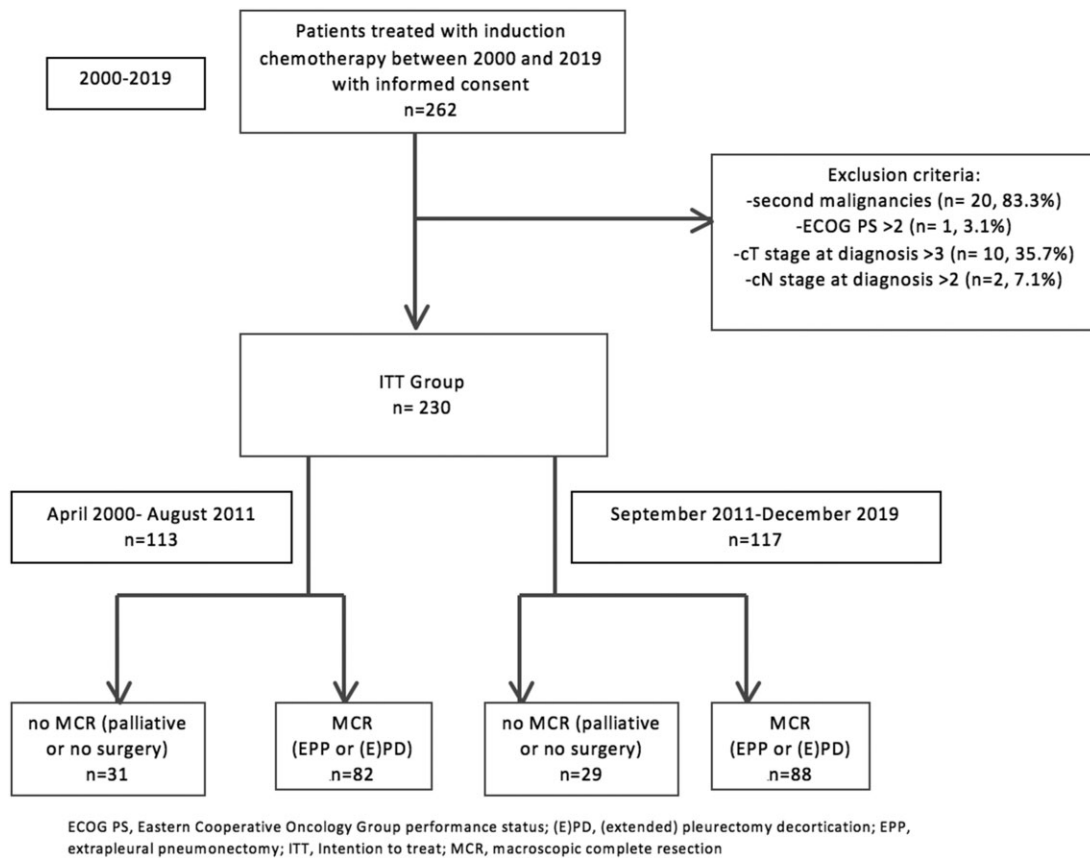 Patients treated with induction
chemotherapy between 2000 and 2019
with informed consent
n=262
2000-2019
Exclusion criteria:
-second malignancies (n= 20, 83.3%)
-ECOG PS >2 (n= 1, 3.1%)
-cT stage at diagnosis >3 (n= 10, 35.7%)
-cN stage at diagnosis >2 (n=2, 7.1%)
ITT Group
n= 230
April 2000- August 2011
n=113
September 2011-December 2019
n=117
no MCR (palliative
or no surgery)
n=31
MCR
(EPP or (E)PD)
n=82
no MCR (palliative
or no surgery)
n=29
MCR
(EPP or (E)PD)
n=88
ECOG PS, Eastern Cooperative Oncology Group performance status; (E)PD, (extended) pleurectomy decortication; EPP,
extrapleural pneumonectomy; ITT, Intention to treat; MCR, macroscopic complete resection